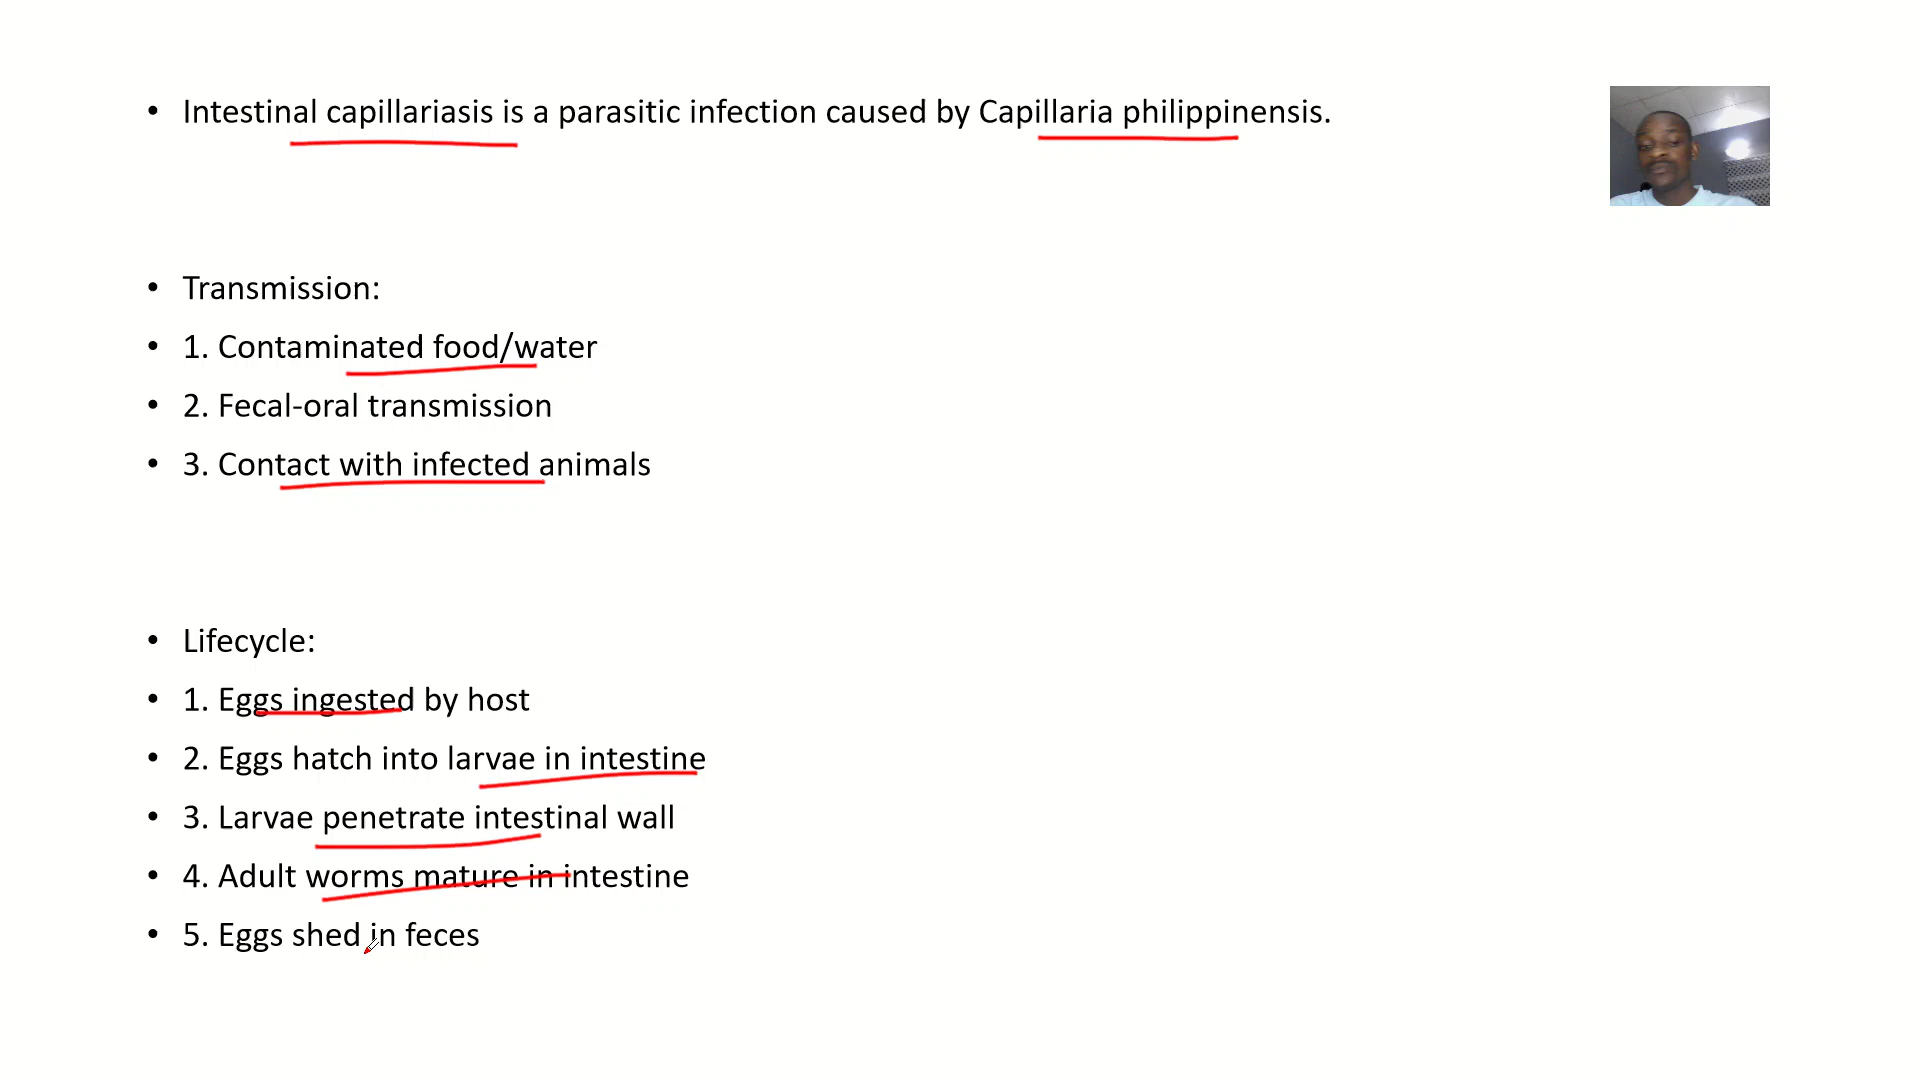 • Intestinal capillariasis is a parasitic infection caused by Capillaria philippinensis.
• Transmission:
• 1. Contaminated food/water
• 2. Fecal-oral transmission
• 3. Contact with infected animals
• Lifecycle:
• 1. Eggs ingested by host
• 2. Eggs hatch into larvae in intestine
• 3. Larvae penetrate intestinal wall
• 4. Adult worms mature in intestine
• 5. Eggs shed in feces